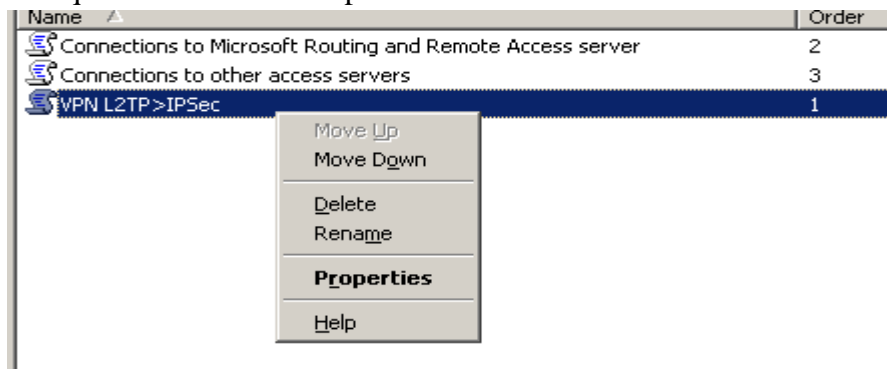 Name Order
Connections to Microsoft Routing and Remote Access server 2
Connections to other access servers 3
VPN L2TP>IPSec 1
Move Up
Move Down
Delete
Rename
Properties
Help